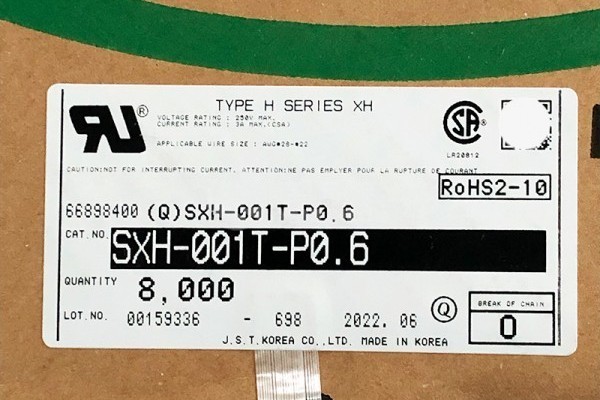 TYPE H SERIES XH
VOLTAGE RATING : 250V MAX.
CURRENT RATING : 3A MAX.(CSA)
APPLICABLE WIRE SIZE : AWG#28-#22
LR20812
CAUTION:NOT FOR INTERRUPTING CURRENT, ATTENTION:NE PAS EMPLYER POUR LA RUPTURE DE COURANT
RoHS2-10
66898400 (Q)SXH-001T-P0.6
CAT. NO. SXH-001T-P0.6
QUANTITY 8,000
LOT. NO. 00159336 - 698 2022. 06 Q
BREAK OF CHAIN
0
J.S.T.KOREA CO.,LTD. MADE IN KOREA